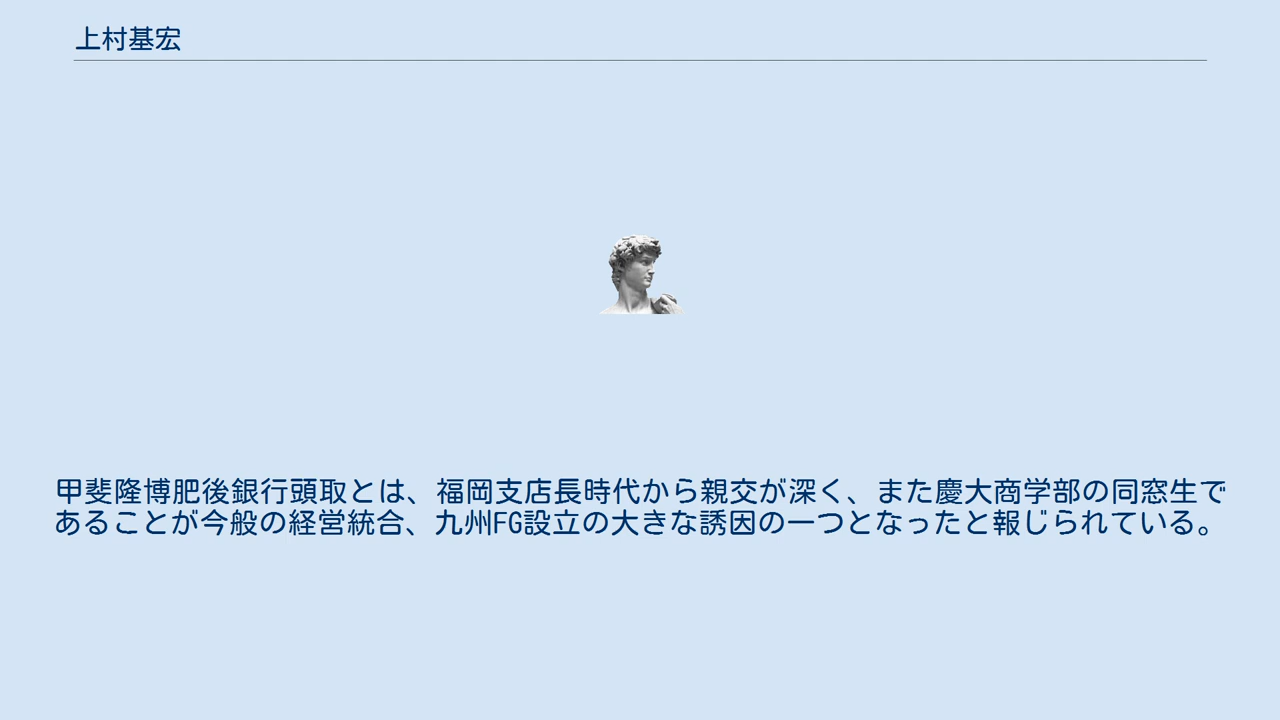 上村基宏
甲斐隆博肥後銀行頭取とは、福岡支店長時代から親交が深く、また慶大商学部の同窓生で
あることが今般の経営統合、九州FG設立の大きな誘因の一つとなったと報じられている。